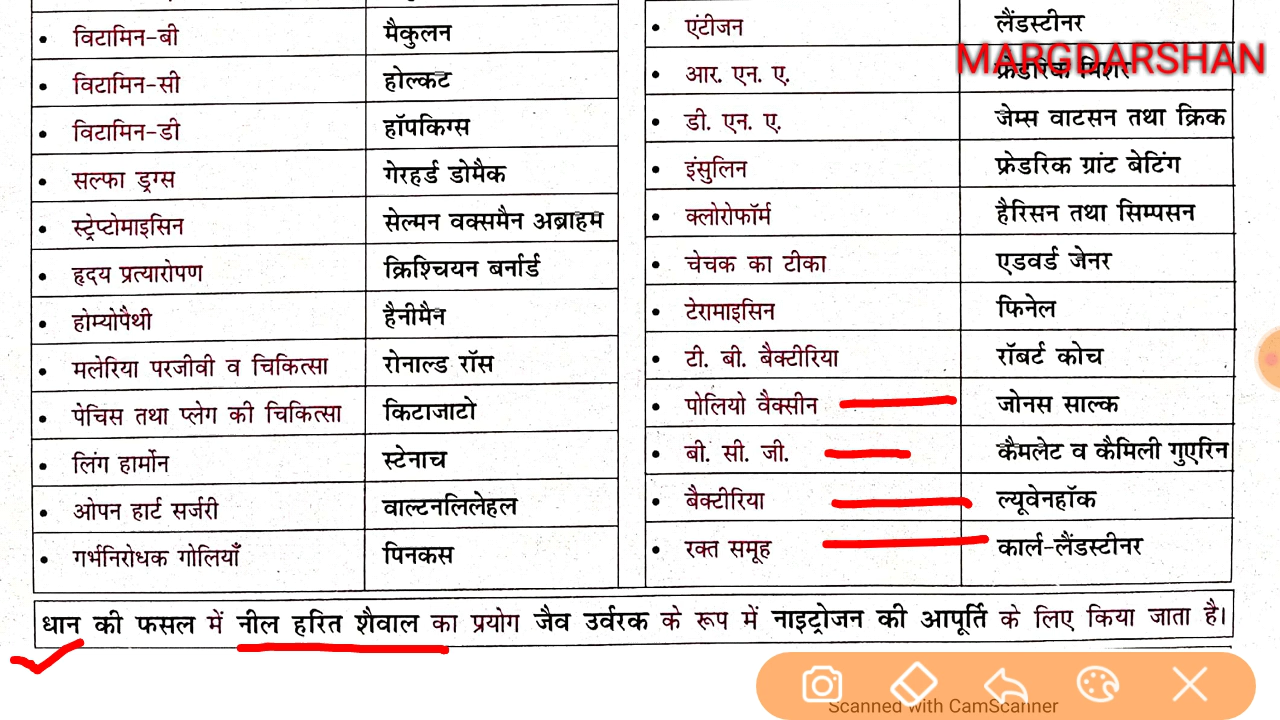 • विटामिन-बी मैकुलन
• विटामिन-सी होल्कट
• विटामिन-डी हॉपकिग्स
• सल्फा ड्रग्स गेरहर्ड डोमैक
• स्ट्रेप्टोमाइसिन सेल्मन वक्समैन अब्राहम
• हृदय प्रत्यारोपण क्रिश्चियन बर्नार्ड
• होम्योपैथी हैनीमैन
• मलेरिया परजीवी व चिकित्सा रोनाल्ड रॉस
• पेचिस तथा प्लेग की चिकित्सा किटाजाटो
• लिंग हार्मोन स्टेनाच
• ओपन हार्ट सर्जरी वाल्टनलिलेहल
• गर्भनिरोधक गोलियाँ पिनकस
• एंटीजन लैंडस्टीनर
MARGDARSHAN
• आर. एन. ए. फ्रेडरिक मिशर
• डी. एन. ए. जेम्स वाटसन तथा क्रिक
• इंसुलिन फ्रेडरिक ग्रांट बेटिंग
• क्लोरोफॉर्म हैरिसन तथा सिम्पसन
• चेचक का टीका एडवर्ड जेनर
• टेरामाइसिन फिनेल
• टी. बी. बैक्टीरिया रॉबर्ट कोच
• पोलियो वैक्सीन जोनस साल्क
• बी. सी. जी. कैमलेट व कैमिली गुएरिन
• बैक्टीरिया ल्यूवेनहॉक
• रक्त समूह कार्ल-लैंडस्टीनर
धान की फसल में नील हरित शैवाल का प्रयोग जैव उर्वरक के रूप में नाइट्रोजन की आपूर्ति के लिए किया जाता है।
Scanned with CamScanner